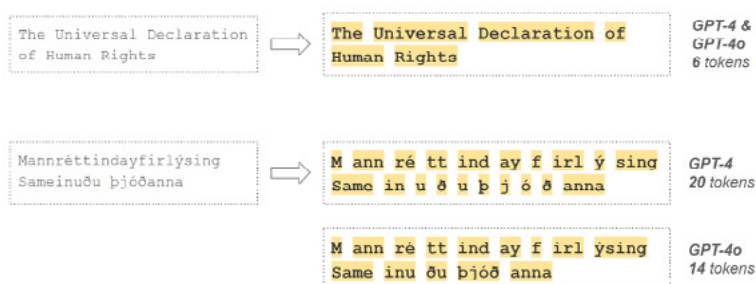 The Universal Declaration
of Human Rights
The Universal Declaration of
Human Rights
GPT-4 &
GPT-4o
6 tokens
Mannréttindayfirlýsing
Sameinuðu þjóðanna
M ann ré tt ind ay f irl ý sing
Same in u ð u þ j ó ð anna
GPT-4
20 tokens
M ann ré tt ind ay f irl ýsing
Same inu ðu þjóð anna
GPT-4o
14 tokens